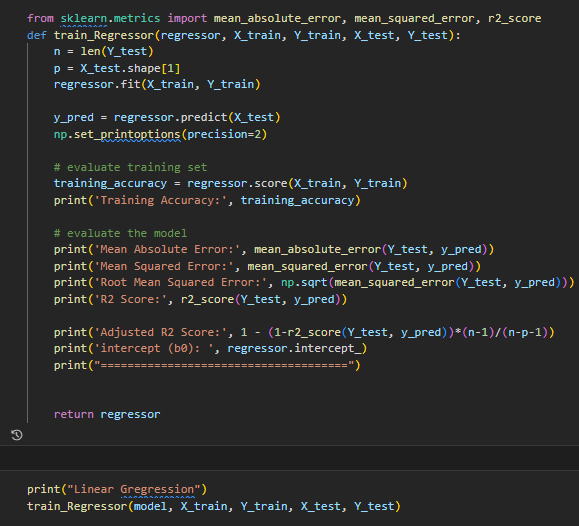 from sklearn.metrics import mean_absolute_error, mean_squared_error, r2_score
def train_Regressor(regressor, X_train, Y_train, X_test, Y_test):
    n = len(Y_test)
    p = X_test.shape[1]
    regressor.fit(X_train, Y_train)

    y_pred = regressor.predict(X_test)
    np.set_printoptions(precision=2)

    # evaluate training set
    training_accuracy = regressor.score(X_train, Y_train)
    print('Training Accuracy:', training_accuracy)

    # evaluate the model
    print('Mean Absolute Error:', mean_absolute_error(Y_test, y_pred))
    print('Mean Squared Error:', mean_squared_error(Y_test, y_pred))
    print('Root Mean Squared Error:', np.sqrt(mean_squared_error(Y_test, y_pred)))
    print('R2 Score:', r2_score(Y_test, y_pred))

    print('Adjusted R2 Score:', 1 - (1-r2_score(Y_test, y_pred))*(n-1)/(n-p-1))
    print('intercept (b0): ', regressor.intercept_)
    print("=====================================")


    return regressor

print("Linear Gregression")
train_Regressor(model, X_train, Y_train, X_test, Y_test)